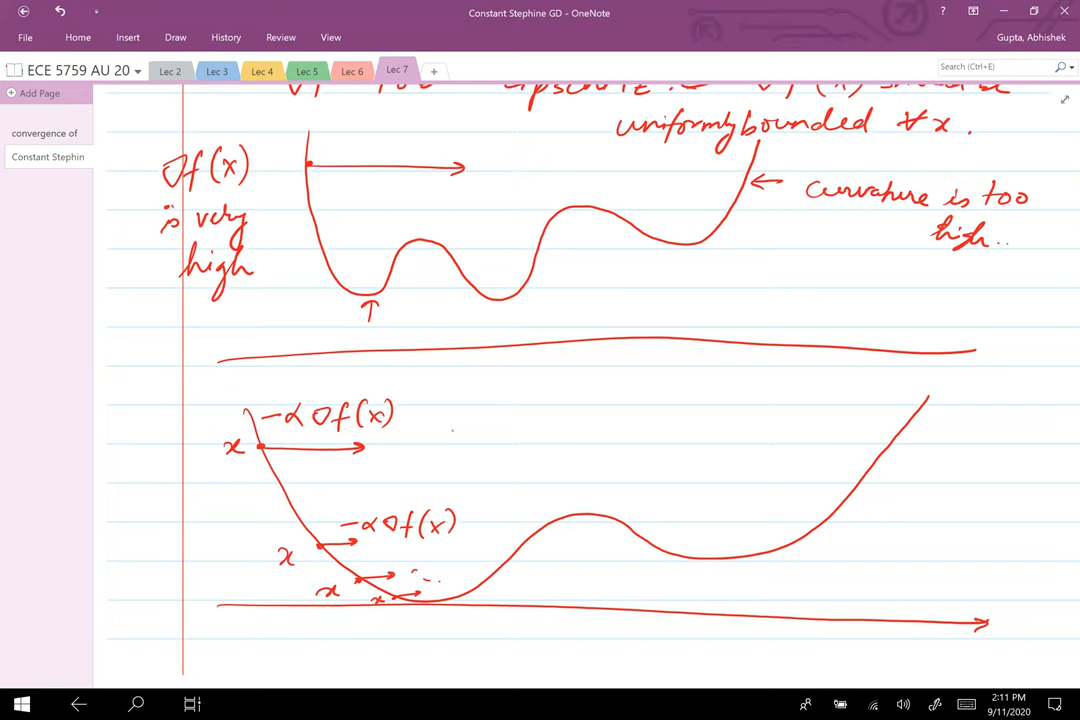 Constant Stephine GD - OneNote
Gupta, Abhishek
File Home Insert Draw History Review View
ECE 5759 AU 20
Lec 2 Lec 3 Lec 4 Lec 5 Lec 6 Lec 7
Search (Ctrl+E)
Add Page
convergence of
Constant Stephin
uniformly bounded ∀x.
∇f(x)
is very
high
curvature is too
high..
-α∇f(x)
x
-α∇f(x)
x
x
x
2:11 PM
9/11/2020